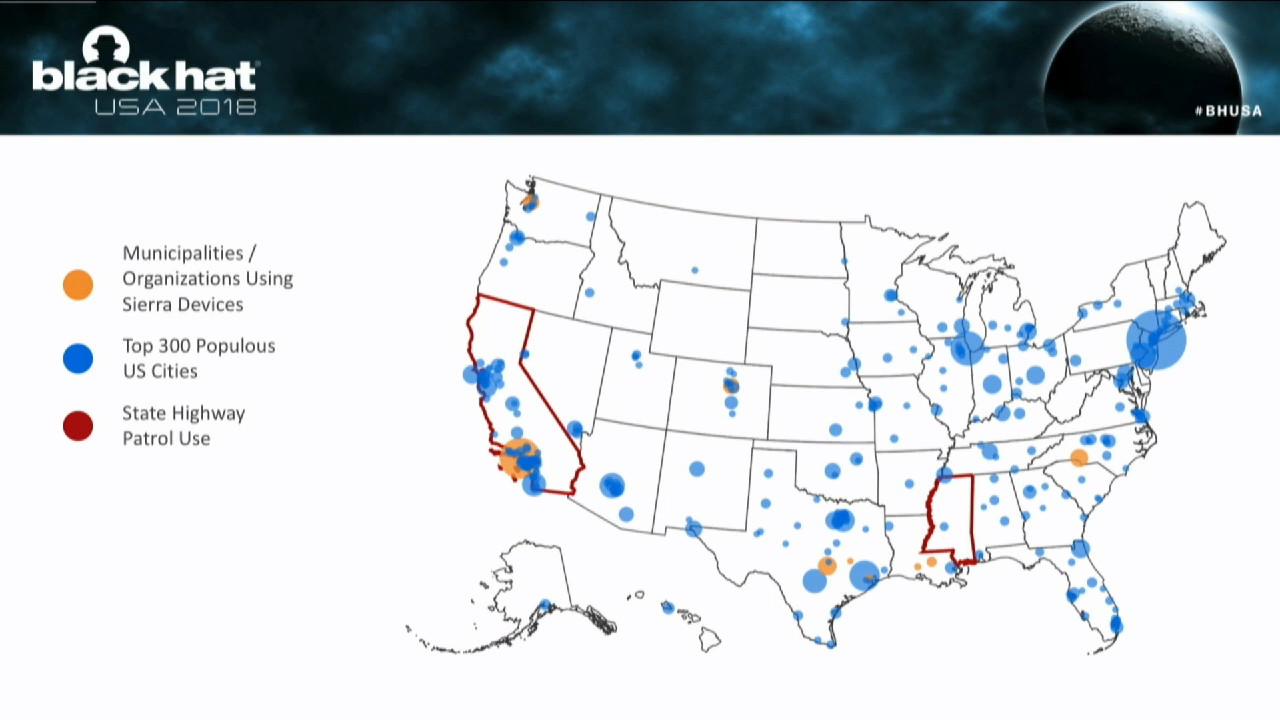 black hat
USA 2018
#BHUSA
Municipalities /
Organizations Using
Sierra Devices
Top 300 Populous
US Cities
State Highway
Patrol Use